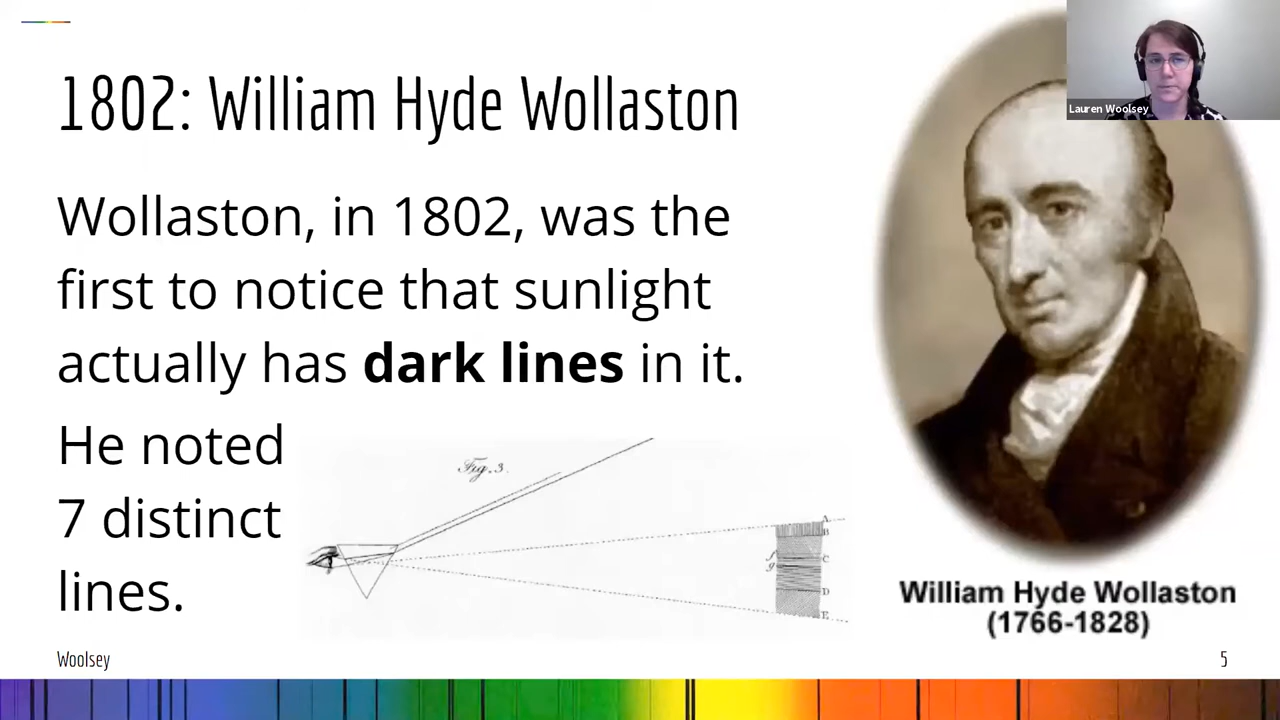 Lauren Woolsey
1802: William Hyde Wollaston
Wollaston, in 1802, was the
first to notice that sunlight
actually has dark lines in it.
He noted
7 distinct
lines.
Fig. 3.
A
B
f
C
g
D
E
William Hyde Wollaston
(1766-1828)
Woolsey
5